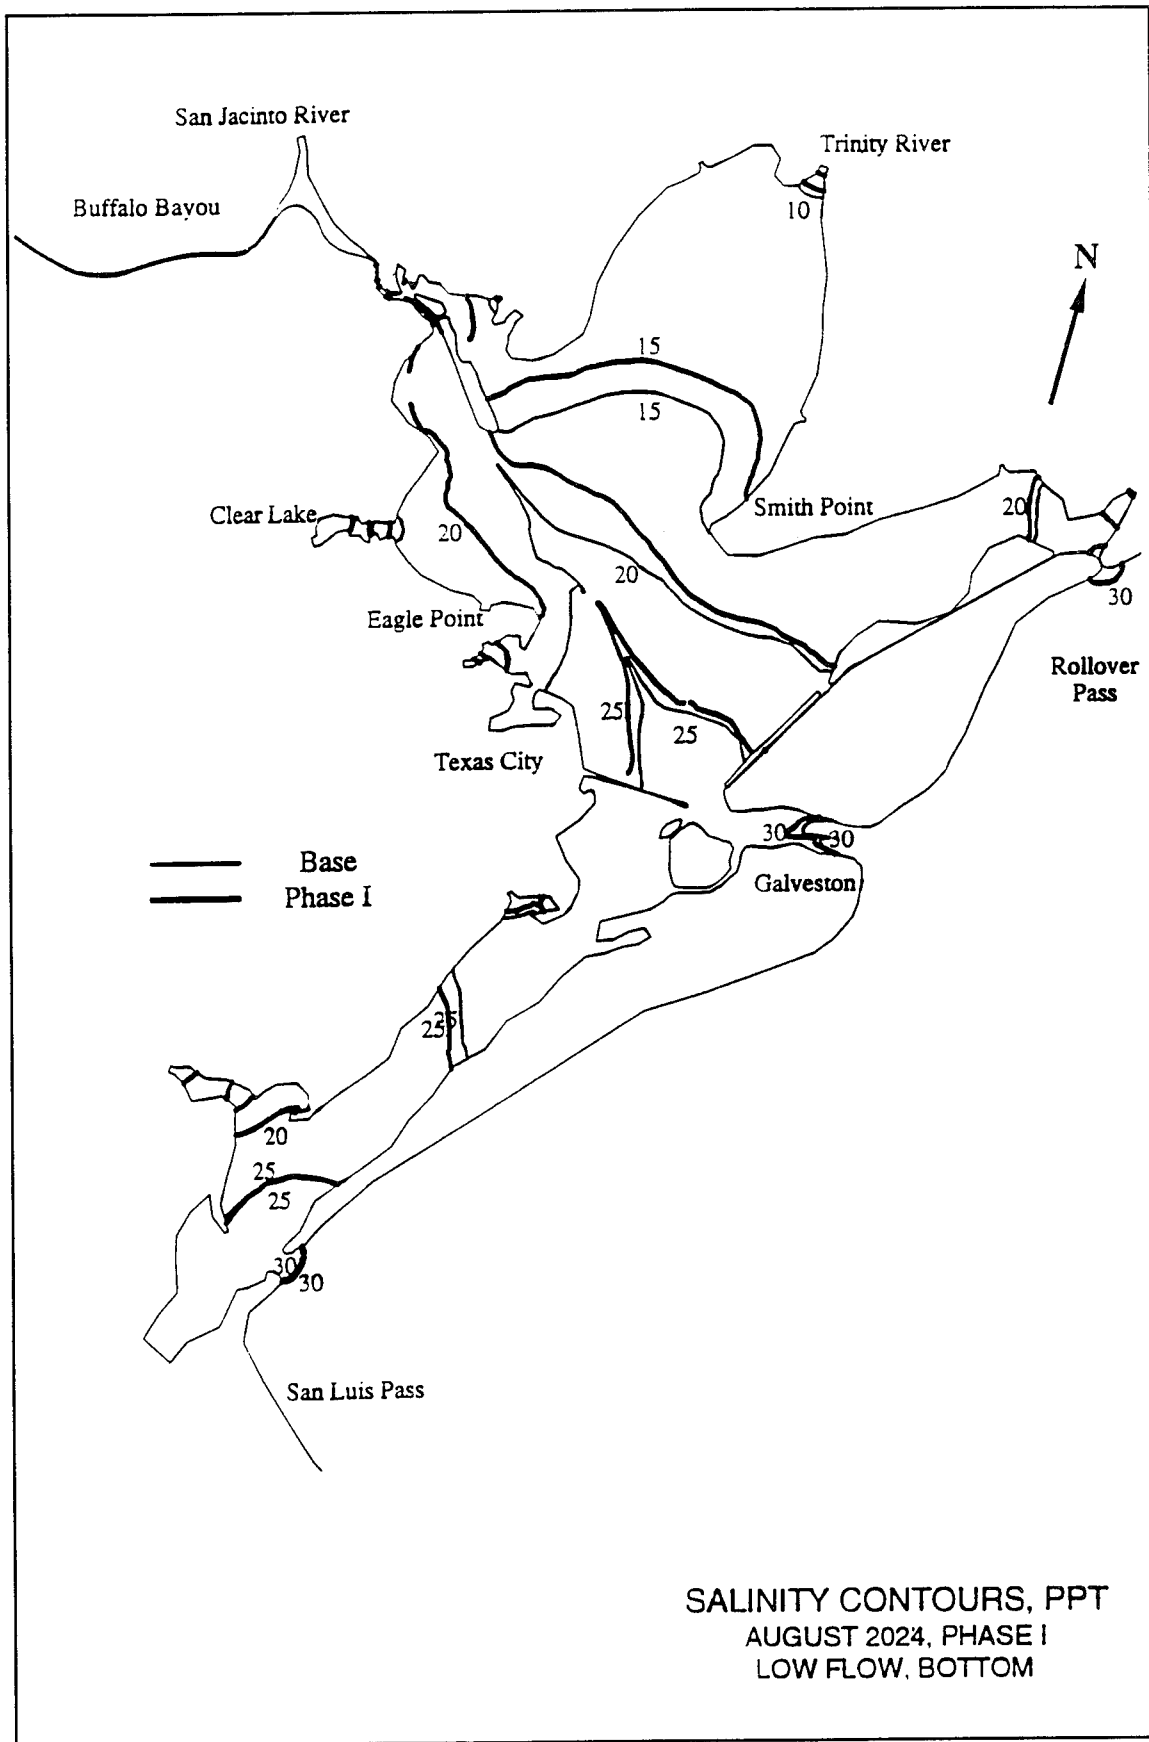 San Jacinto River
Trinity River
Buffalo Bayou
10
N
15
15
Smith Point
20
Clear Lake
20
20
30
Eagle Point
Rollover
Pass
25
25
Texas City
30
30
Base
Galveston
Phase I
25
25
20
25
25
30
30
San Luis Pass
SALINITY CONTOURS, PPT
AUGUST 2024, PHASE I
LOW FLOW, BOTTOM